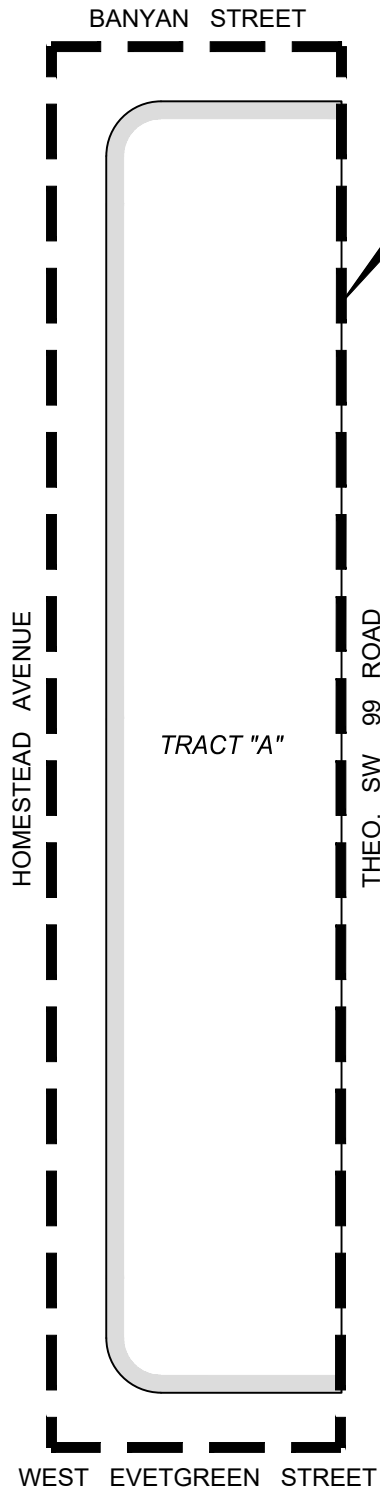 BANYAN STREET
HOMESTEAD AVENUE
TRACT "A"
THEO. SW 99 ROAD
WEST EVETGREEN STREET